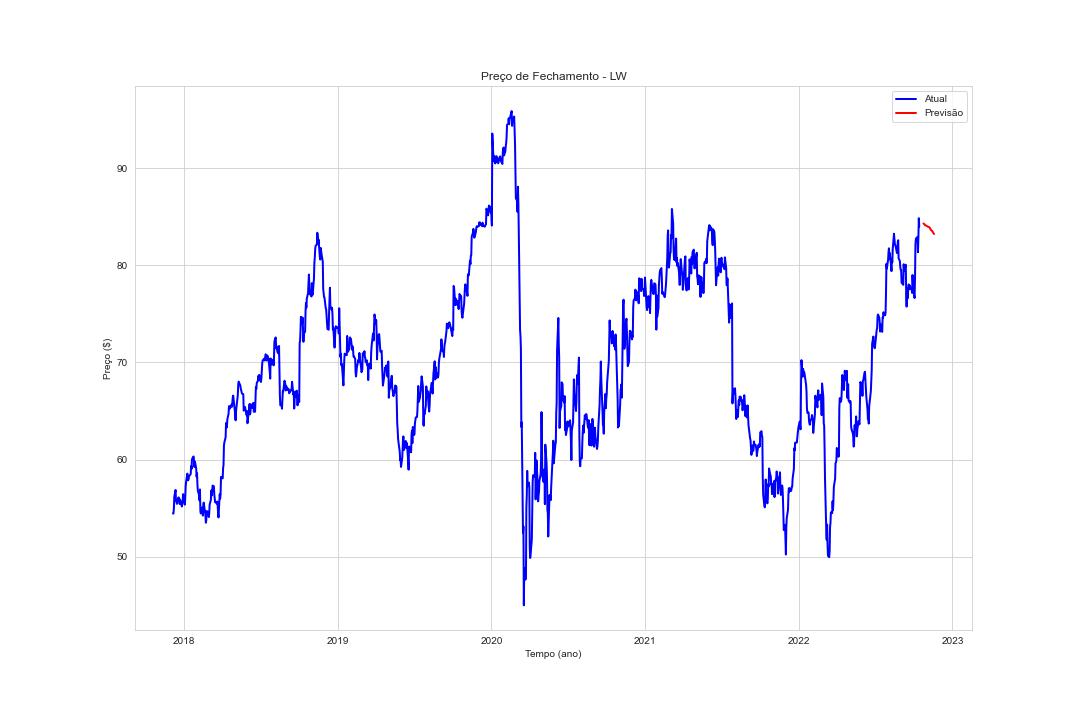 Preço de Fechamento - LW
Atual
Previsão
90
80
70
60
50
Preço ($)
2018
2019
2020
2021
2022
2023
Tempo (ano)